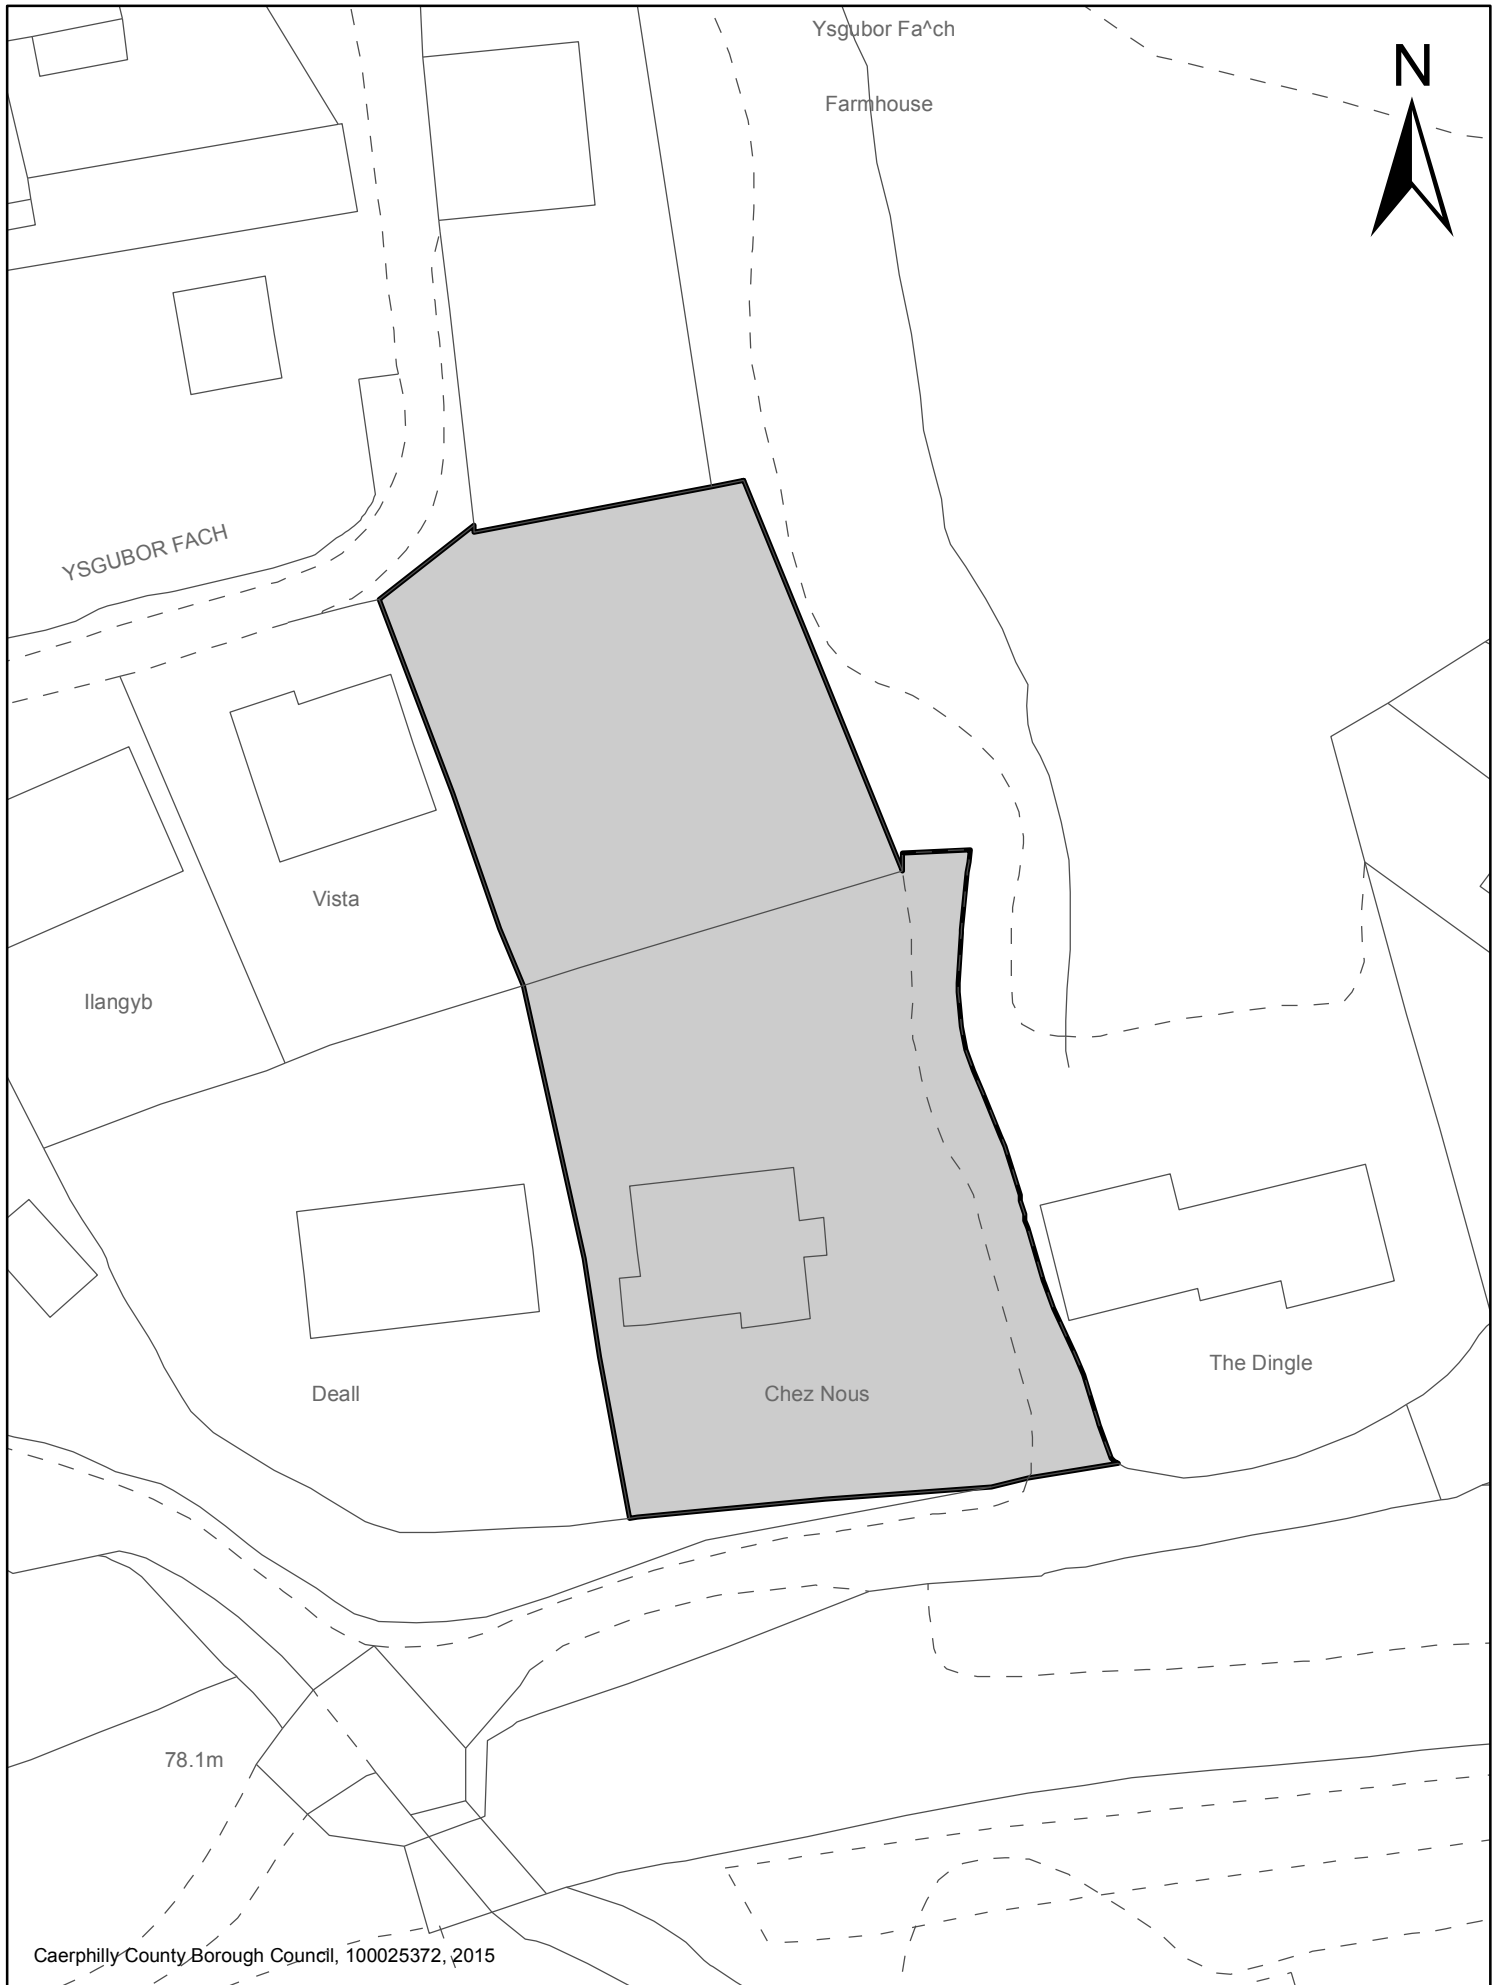 Ysgubor Fa^ch
N
Farmhouse
YSGUBOR FACH
Vista
Ilangyb
The Dingle
Deall
Chez Nous
78.1m
Caerphilly County Borough Council, 100025372, 2015